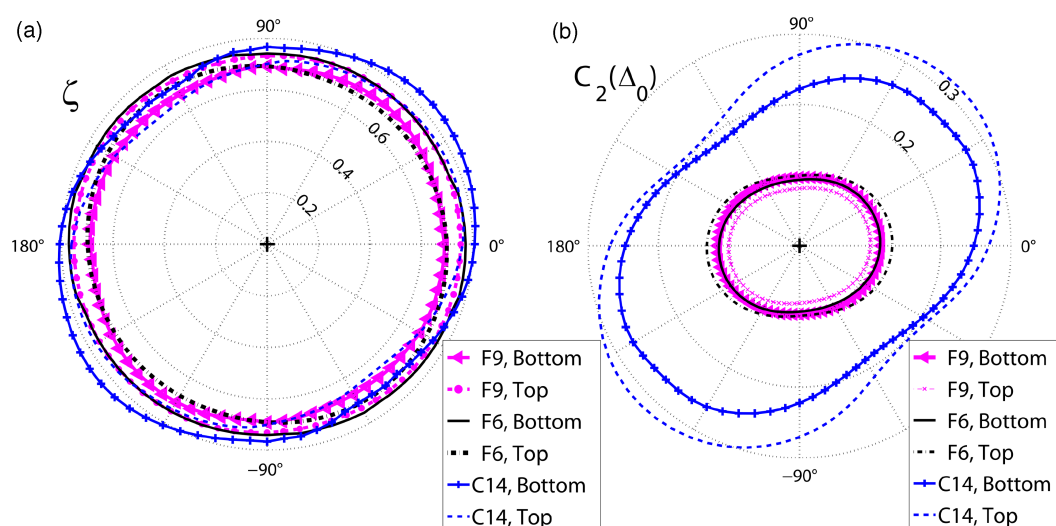 (a)
90°
ζ
0.6
0.4
0.2
180°
0°
−90°
F9, Bottom
F9, Top
F6, Bottom
F6, Top
C14, Bottom
C14, Top
(b)
90°
C2(Δ0)
0.3
0.2
180°
0°
−90°
F9, Bottom
F9, Top
F6, Bottom
F6, Top
C14, Bottom
C14, Top